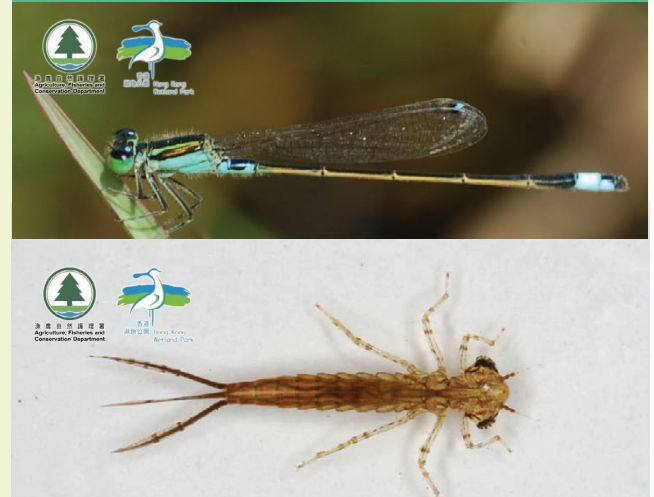 漁農自然護理署
Agriculture, Fisheries and
Conservation Department
香港
濕地公園
Hong Kong
Wetland Park
漁農自然護理署
Agriculture, Fisheries and
Conservation Department
香港
濕地公園
Hong Kong
Wetland Park